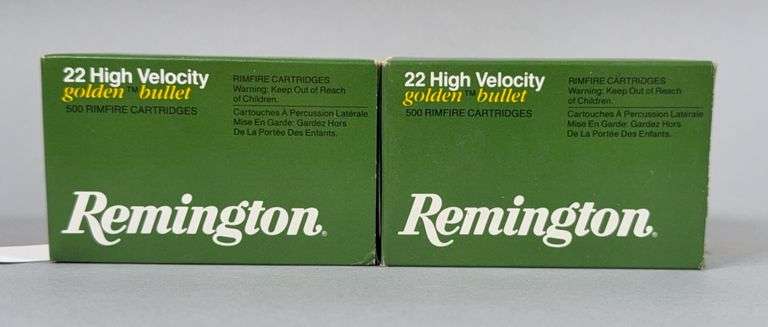 22 High Velocity
golden™ bullet
500 RIMFIRE CARTRIDGES
RIMFIRE CARTRIDGES
Warning: Keep Out of Reach
of Children.
Cartouches À Percussion Latérale
Mise En Garde: Gardez Hors
De La Portée Des Enfants.
Remington®
22 High Velocity
golden™ bullet
500 RIMFIRE CARTRIDGES
RIMFIRE CARTRIDGES
Warning: Keep Out of Reach
of Children.
Cartouches À Percussion Latérale
Mise En Garde: Gardez Hors
De La Portée Des Enfants.
Remington®